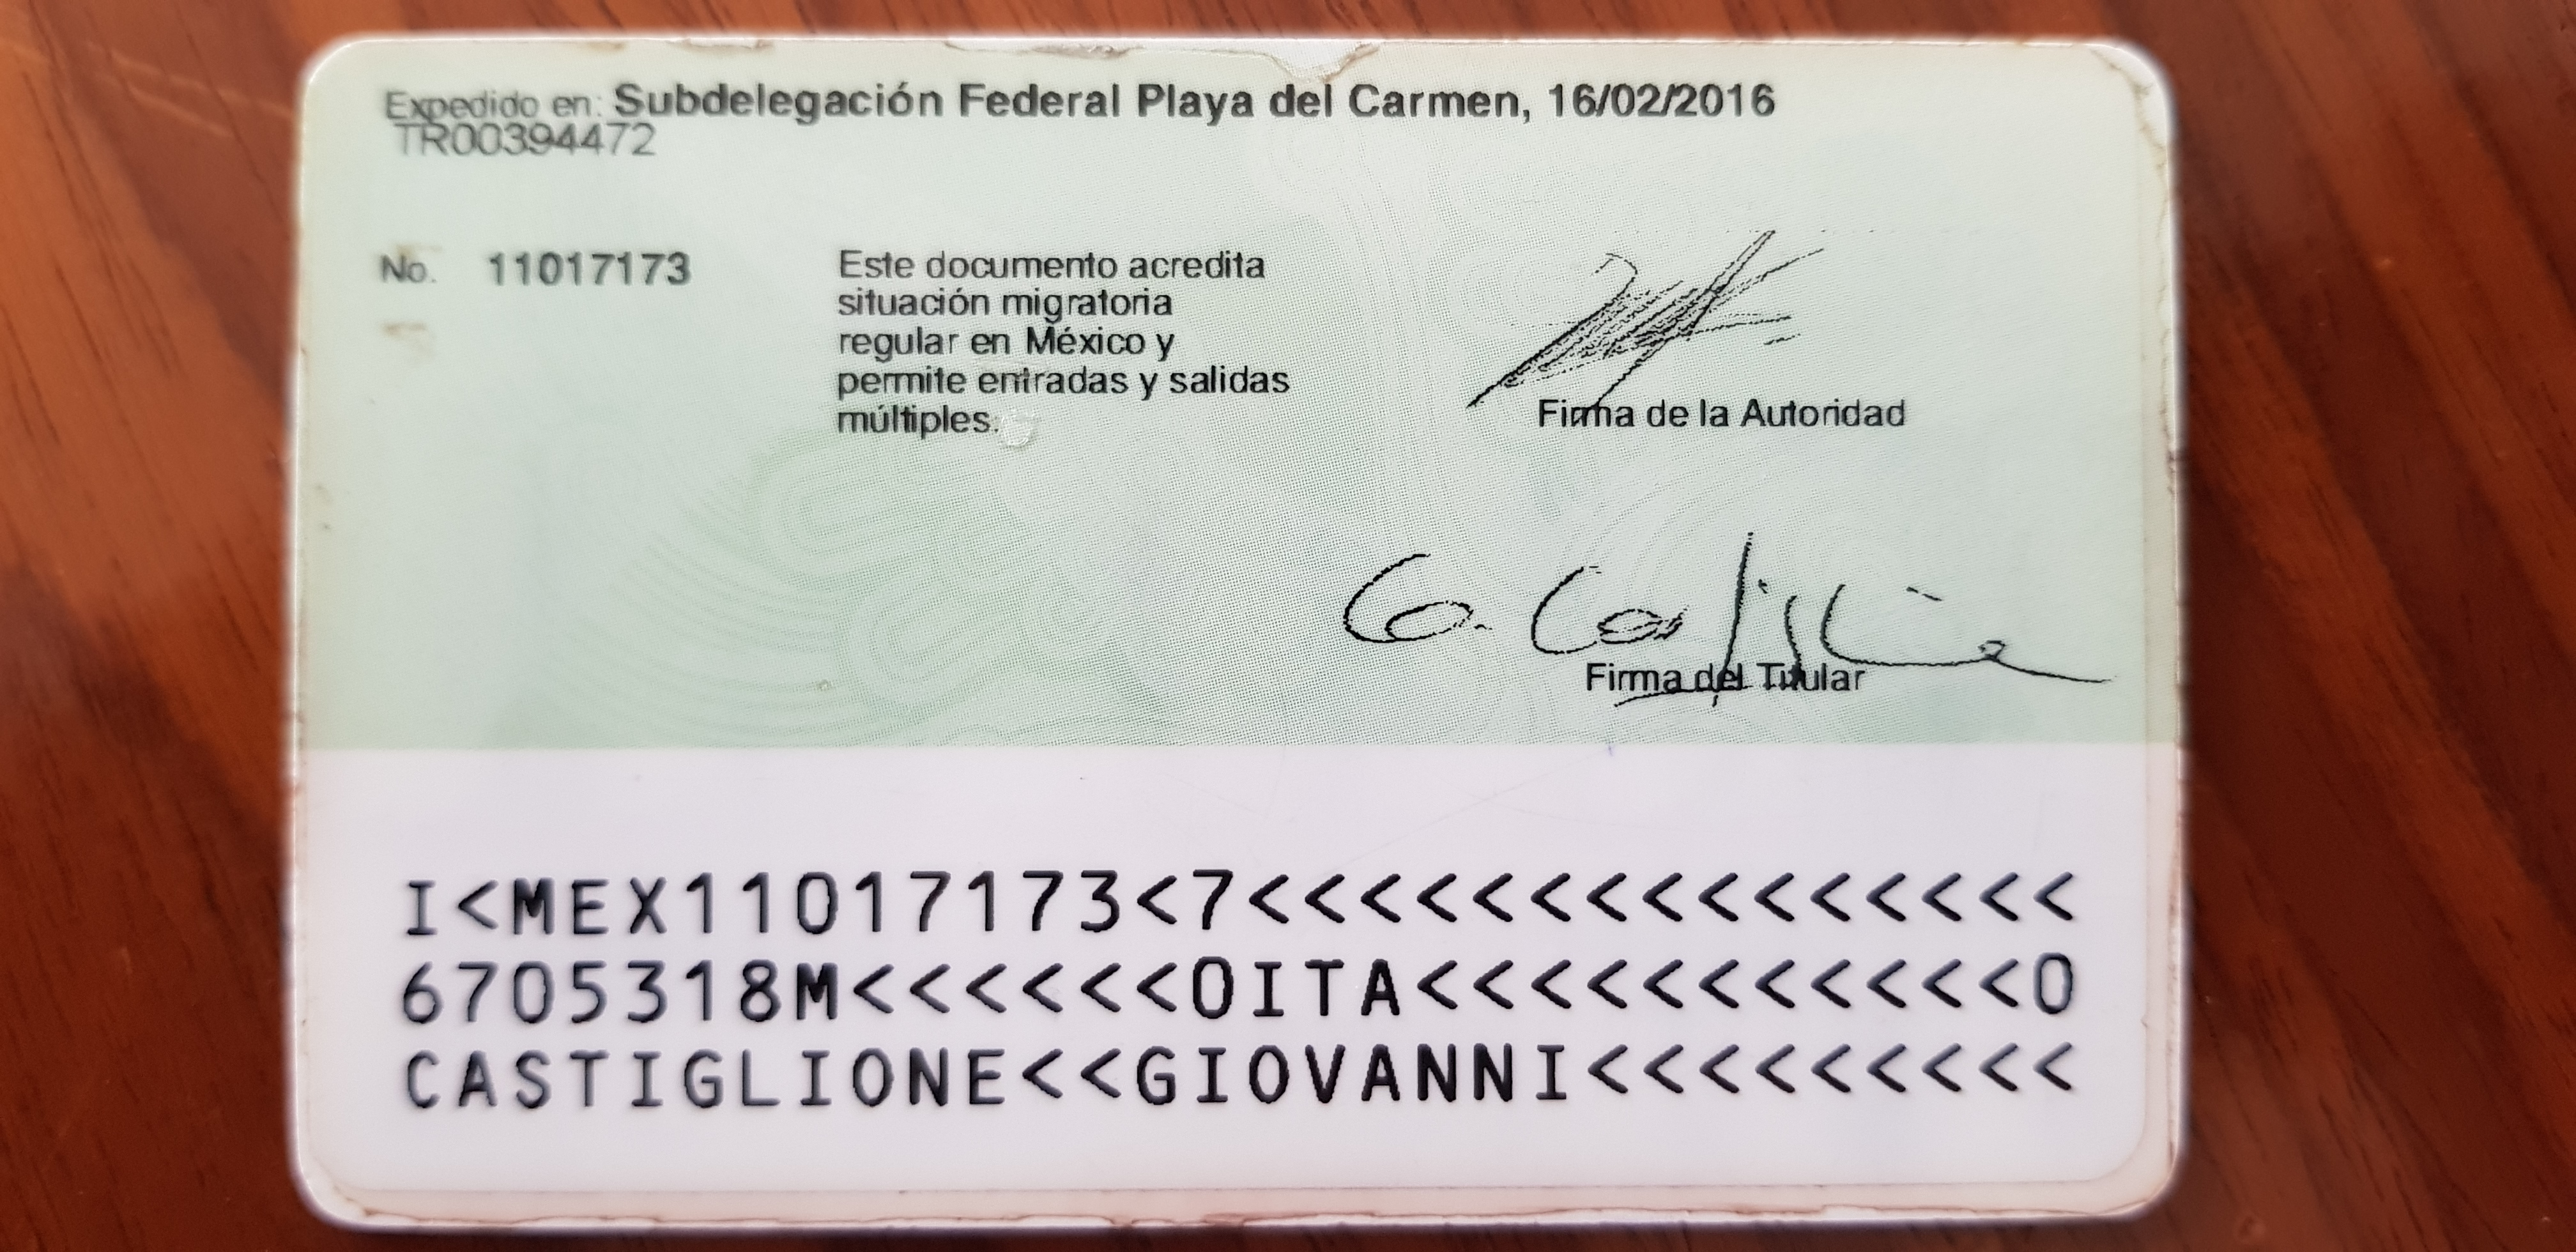 Expedido en: Subdelegación Federal Playa del Carmen, 16/02/2016
TR00394472
No. 11017173
Este documento acredita
situación migratoria
regular en México y
permite entradas y salidas
múltiples.
Firma de la Autoridad
Firma del Titular
I<MEX11017173<7<<<<<<<<<<<<<<<
6705318M<<<<<<0ITA<<<<<<<<<<<0
CASTIGLIONE<<GIOVANNI<<<<<<<<<